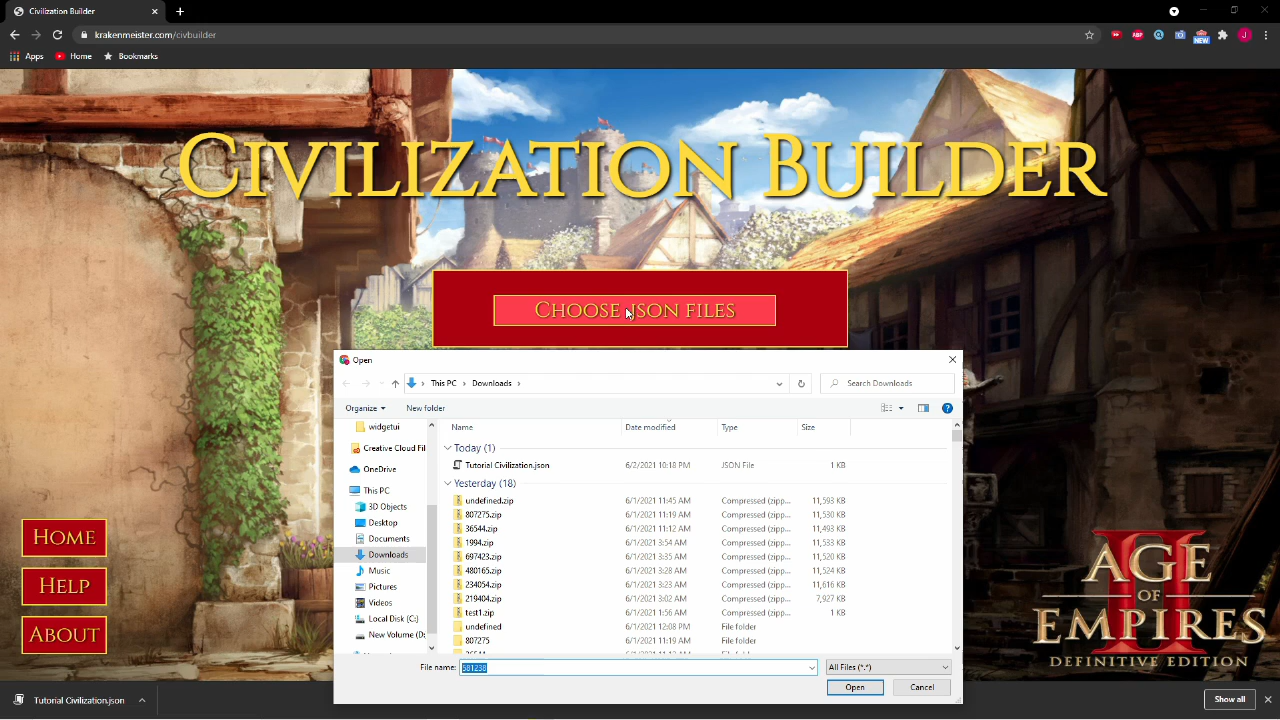 Civilization Builder
krakenmeister.com/civbuilder
ABP
NEW
J
Apps
Home
Bookmarks
Civilization Builder
Choose json files
Open
This PC
Downloads
Search Downloads
Organize
New folder
?
widgetui
Creative Cloud Fil
OneDrive
This PC
3D Objects
Desktop
Documents
Downloads
Music
Pictures
Videos
Local Disk (C:)
New Volume (D:
Name Date modified Type Size
Today (1)
Tutorial Civilization.json 6/2/2021 10:18 PM JSON File 1 KB
Yesterday (18)
undefined.zip 6/1/2021 11:45 AM Compressed (zipp... 11,593 KB
807275.zip 6/1/2021 11:19 AM Compressed (zipp... 11,530 KB
36544.zip 6/1/2021 11:12 AM Compressed (zipp... 11,493 KB
1994.zip 6/1/2021 3:54 AM Compressed (zipp... 11,533 KB
697423.zip 6/1/2021 3:35 AM Compressed (zipp... 11,520 KB
480165.zip 6/1/2021 3:28 AM Compressed (zipp... 11,524 KB
234054.zip 6/1/2021 3:23 AM Compressed (zipp... 11,616 KB
219404.zip 6/1/2021 3:02 AM Compressed (zipp... 7,927 KB
test1.zip 6/1/2021 1:56 AM Compressed (zipp... 1 KB
undefined 6/1/2021 12:08 PM File folder
807275 6/1/2021 11:19 AM File folder
File name: 581238 All Files (*.*)
Open Cancel
Home
Help
About
AGE
OF
EMPIRES
II
DEFINITIVE EDITION
Tutorial Civilization.json
Show all